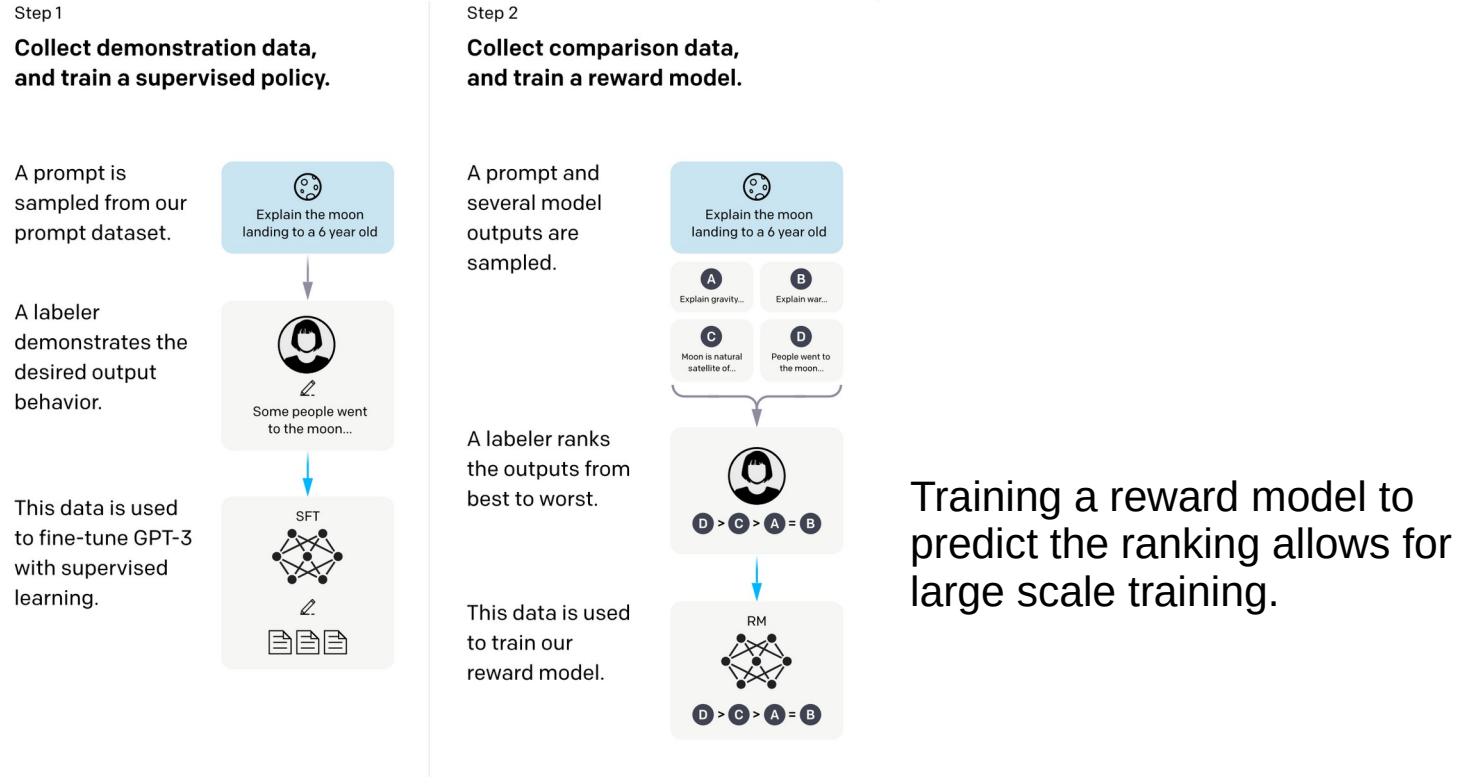 Step 1
Collect demonstration data,
and train a supervised policy.
A prompt is
sampled from our
prompt dataset.
Explain the moon
landing to a 6 year old
A labeler
demonstrates the
desired output
behavior.
Some people went
to the moon...
This data is used
to fine-tune GPT-3
with supervised
learning.
SFT
Step 2
Collect comparison data,
and train a reward model.
A prompt and
several model
outputs are
sampled.
Explain the moon
landing to a 6 year old
A
Explain gravity...
B
Explain war...
C
Moon is natural
satellite of...
D
People went to
the moon...
A labeler ranks
the outputs from
best to worst.
D > C > A = B
This data is used
to train our
reward model.
RM
D > C > A = B
Training a reward model to
predict the ranking allows for
large scale training.